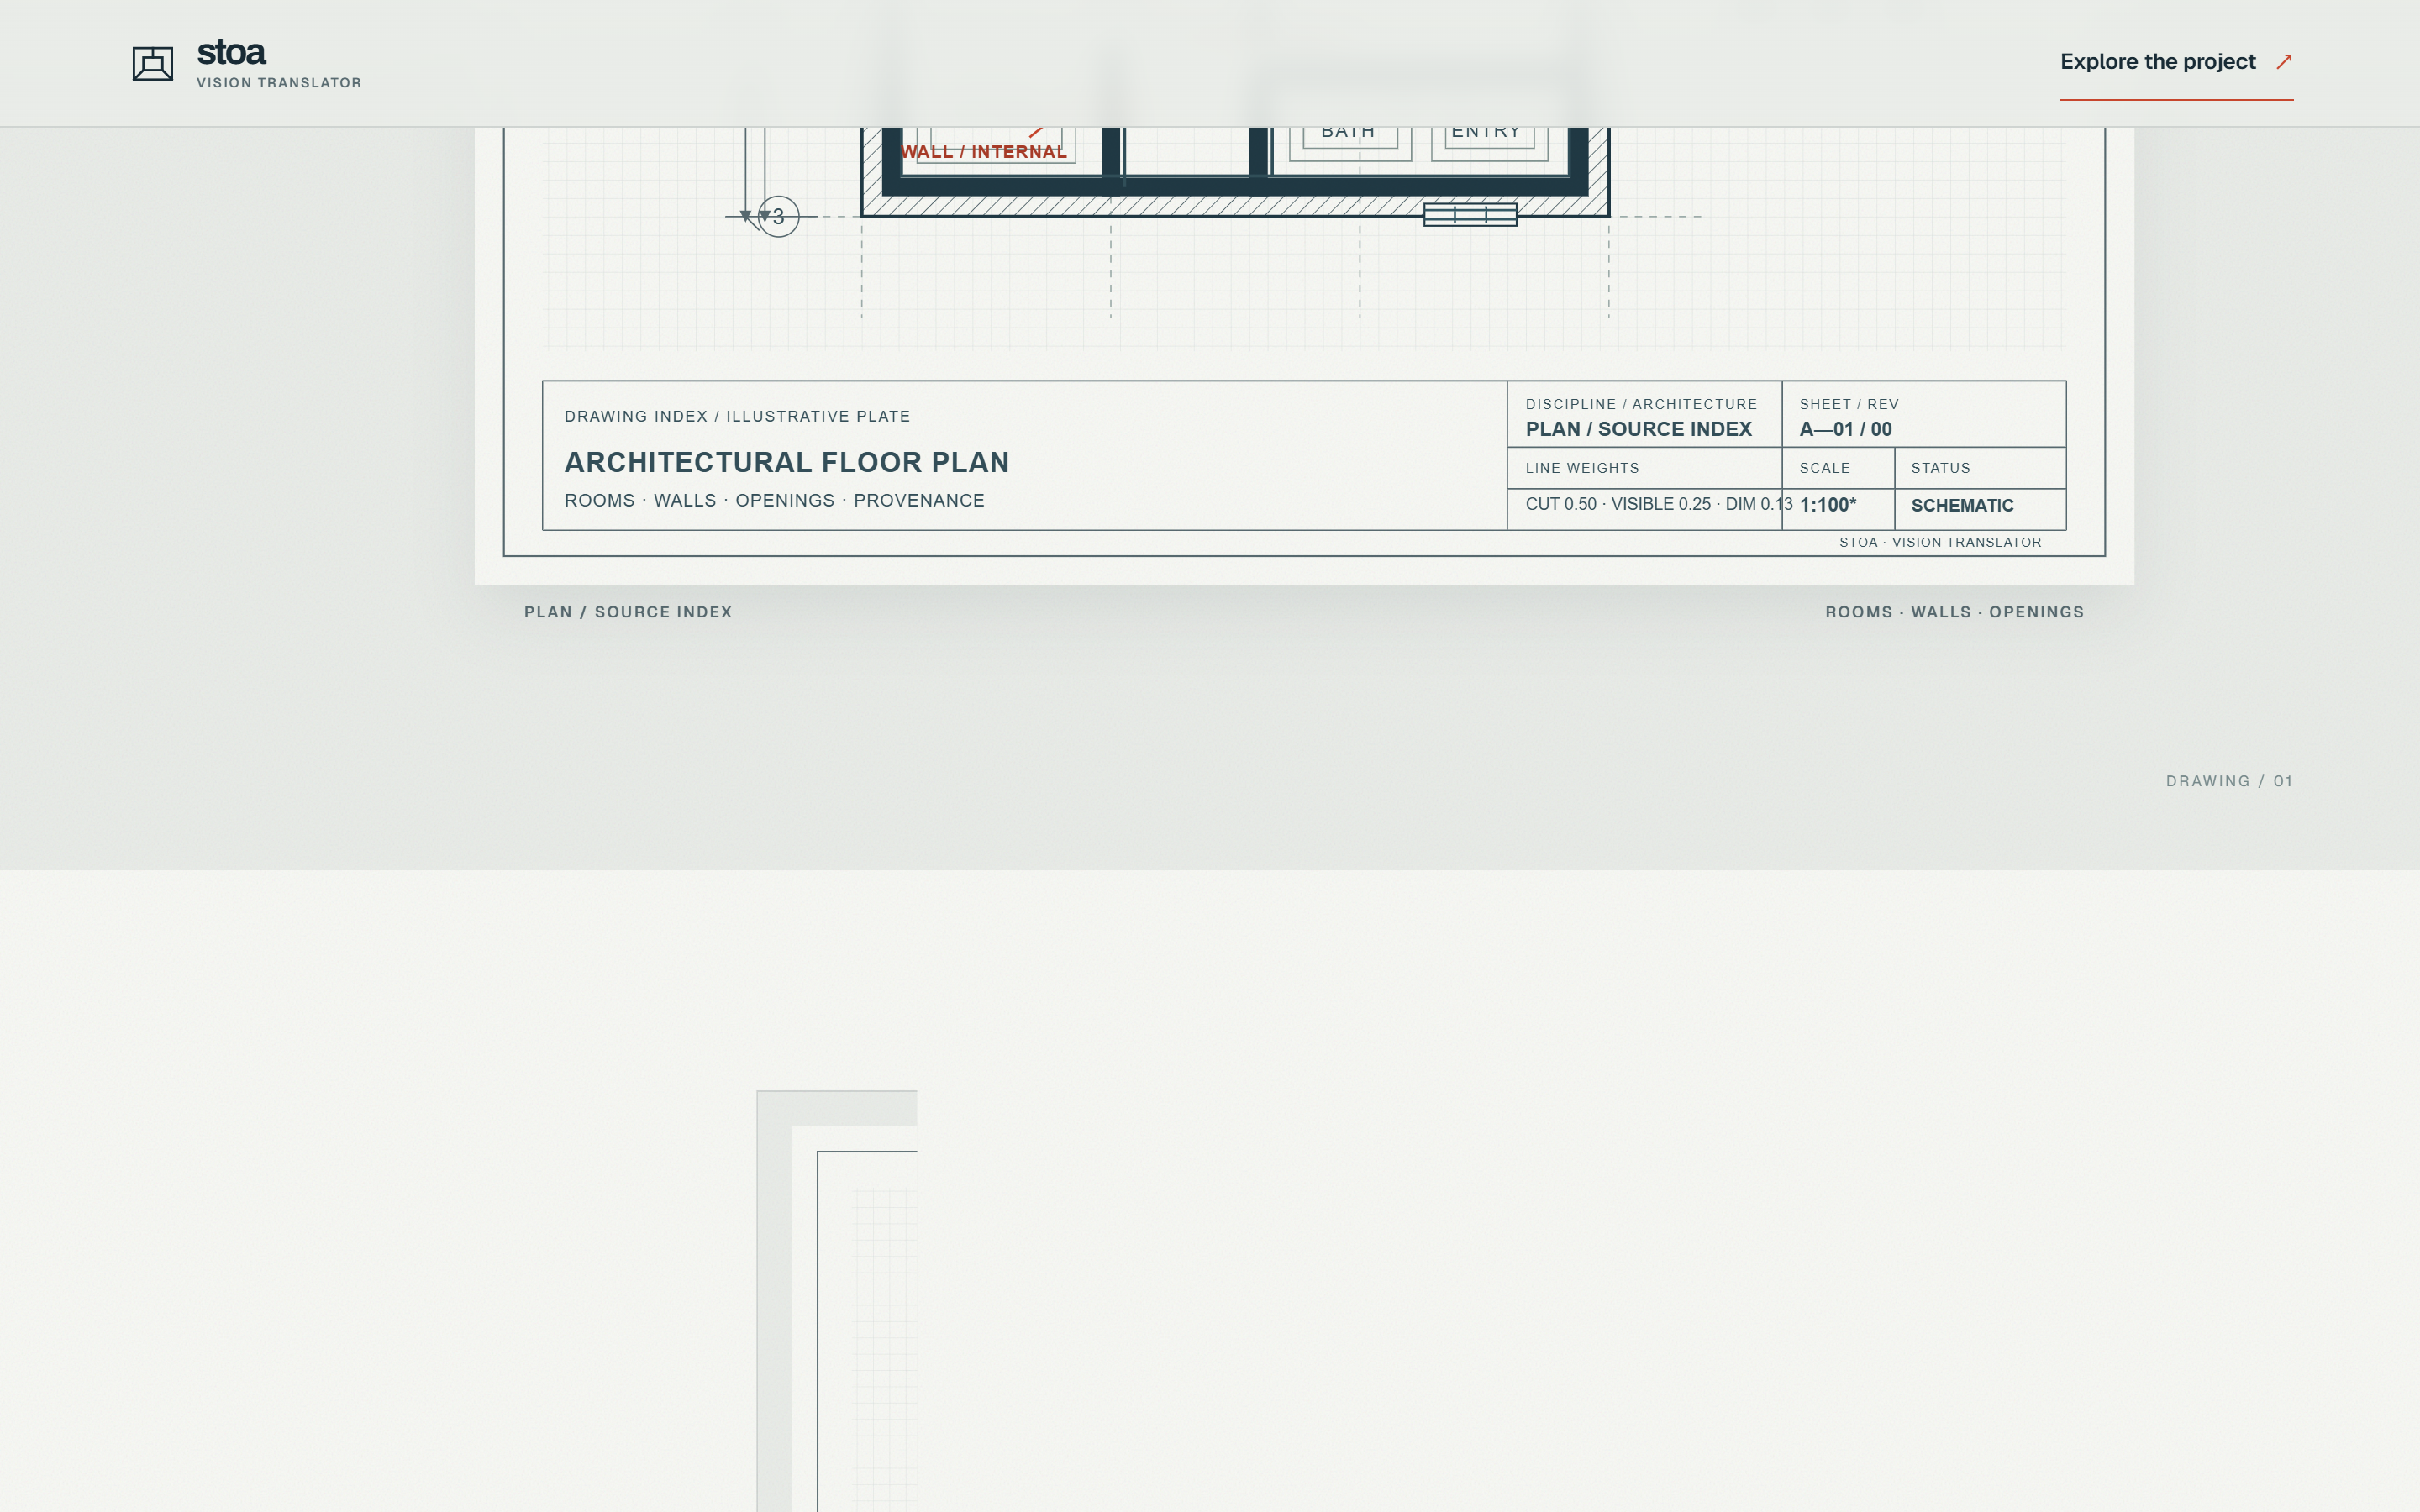 stoa
VISION TRANSLATOR
Explore the project ↗
BATH
ENTRY
WALL / INTERNAL
3
DRAWING INDEX / ILLUSTRATIVE PLATE
ARCHITECTURAL FLOOR PLAN
ROOMS · WALLS · OPENINGS · PROVENANCE
DISCIPLINE / ARCHITECTURE
PLAN / SOURCE INDEX
SHEET / REV
A—01 / 00
LINE WEIGHTS
CUT 0.50 · VISIBLE 0.25 · DIM 0.13
SCALE
1:100*
STATUS
SCHEMATIC
STOA · VISION TRANSLATOR
PLAN / SOURCE INDEX
ROOMS · WALLS · OPENINGS
DRAWING / 01